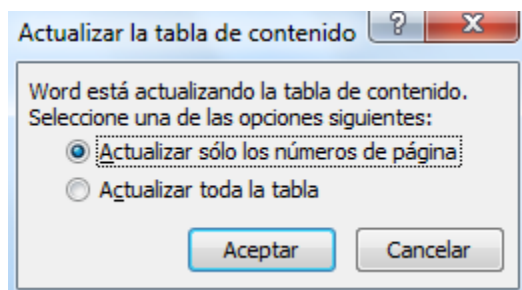 Actualizar la tabla de contenido ? X
Word está actualizando la tabla de contenido.
Seleccione una de las opciones siguientes:
Actualizar sólo los números de página
Actualizar toda la tabla
Aceptar Cancelar